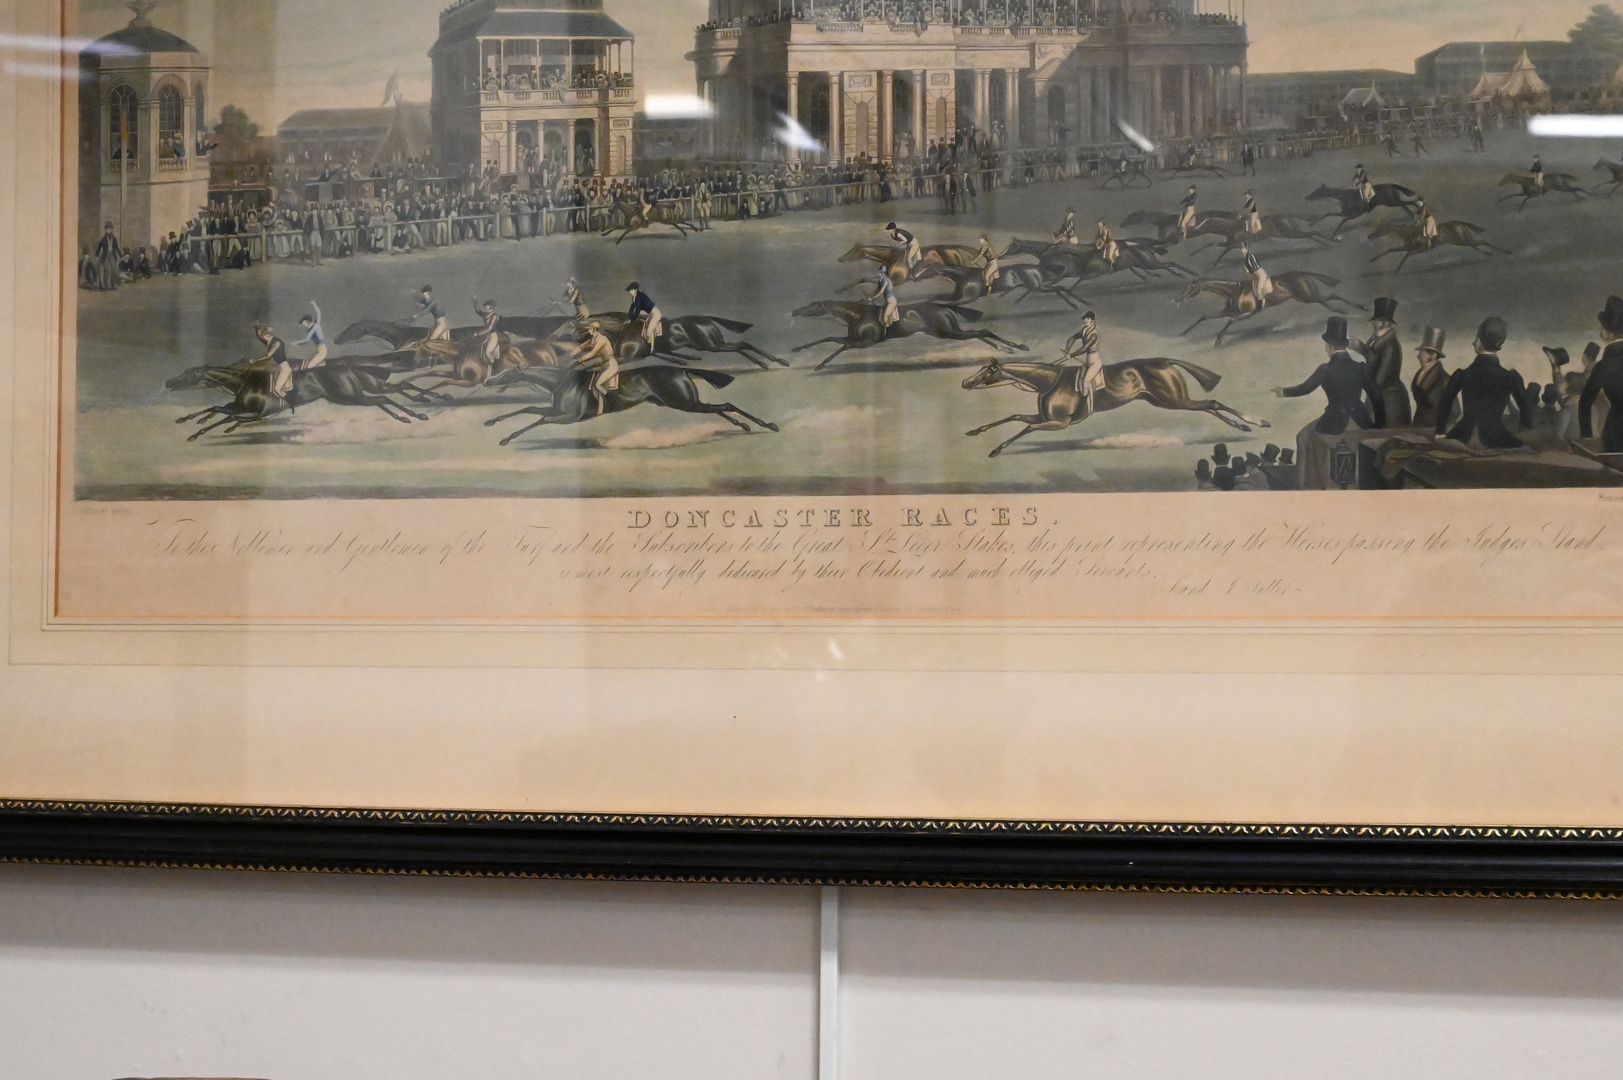 DONCASTER RACES.
To the Noblemen and Gentlemen of the Turf and the Subscribers to the Great St. Leger Stakes, this print representing the Horses passing the Judges Stand,
is most respectfully dedicated by their Obedient and much obliged Servants,
S and J Fuller